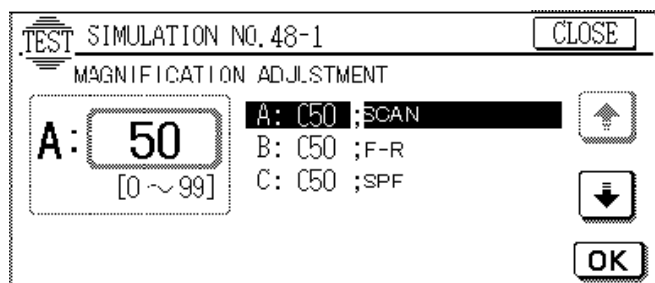 TEST SIMULATION NO. 48-1 CLOSE
MAGNIFICATION ADJUSTMENT
A: 50
[0～99]
A: C50 ;SCAN
B: C50 ;F-R
C: C50 ;SPF
OK